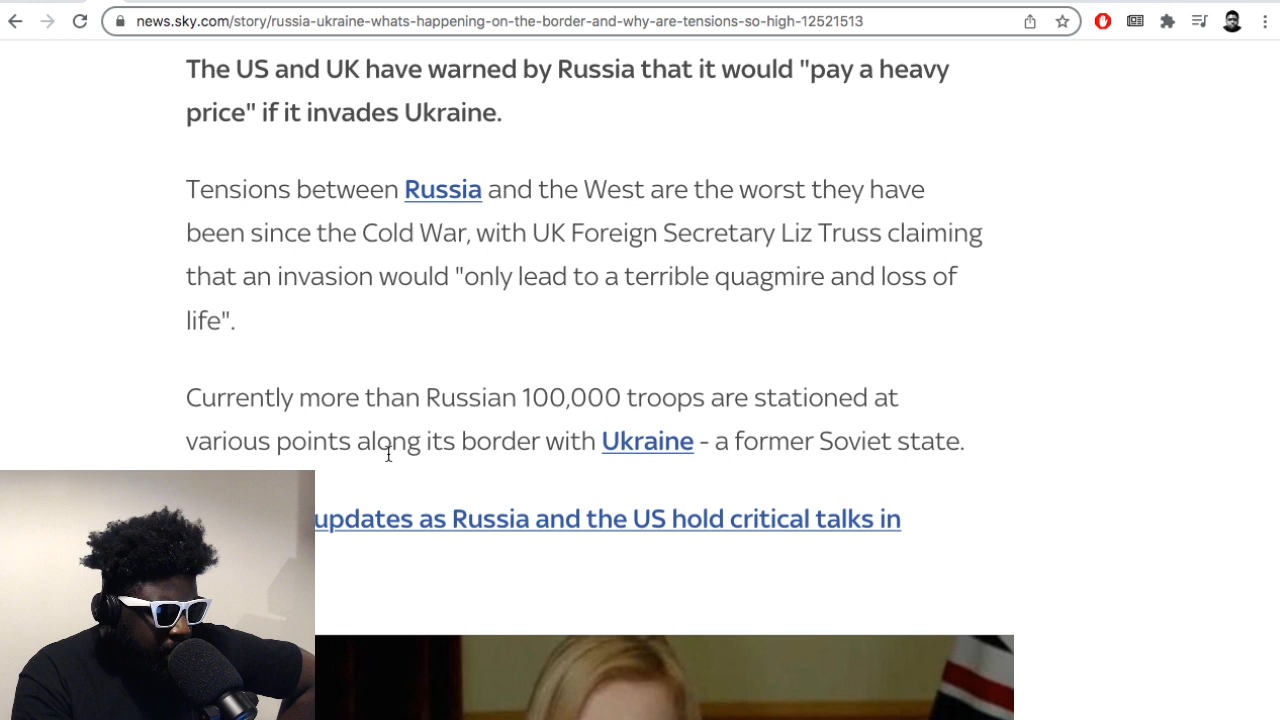 news.sky.com/story/russia-ukraine-whats-happening-on-the-border-and-why-are-tensions-so-high-12521513
The US and UK have warned by Russia that it would "pay a heavy
price" if it invades Ukraine.
Tensions between Russia and the West are the worst they have
been since the Cold War, with UK Foreign Secretary Liz Truss claiming
that an invasion would "only lead to a terrible quagmire and loss of
life".
Currently more than Russian 100,000 troops are stationed at
various points along its border with Ukraine - a former Soviet state.
updates as Russia and the US hold critical talks in